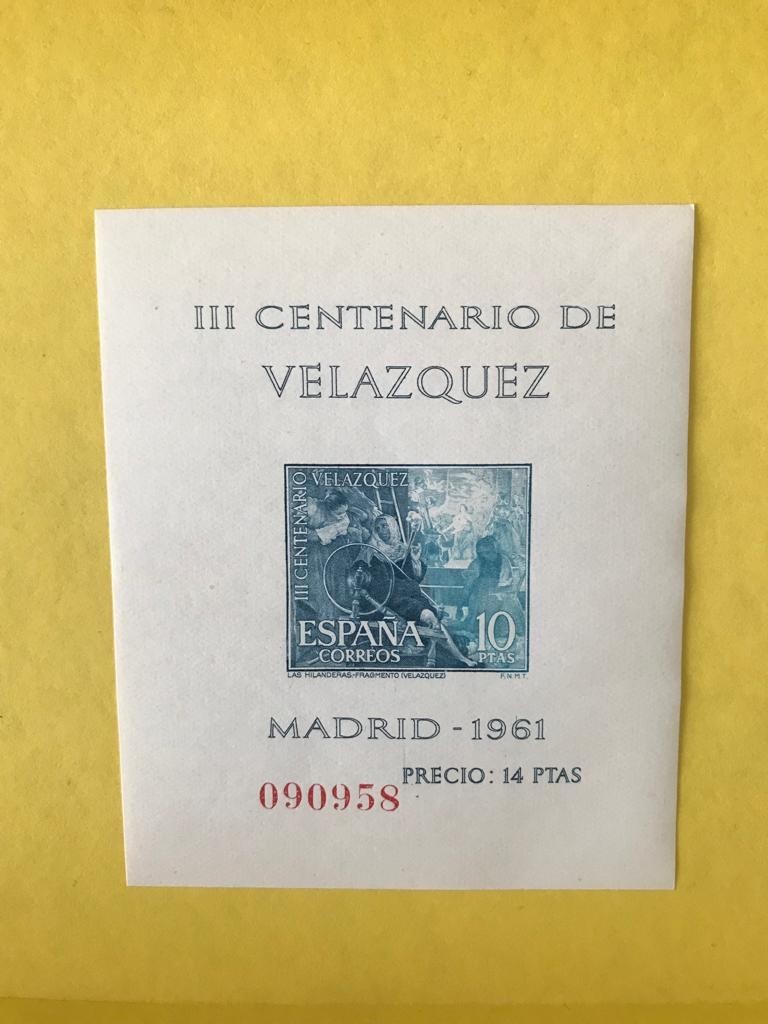 III CENTENARIO DE
VELAZQUEZ
III CENTENARIO VELAZQUEZ
ESPAÑA
CORREOS
10
PTAS
LAS HILANDERAS.-FRAGMENTO (VELAZQUEZ)
F.N.M.T.
MADRID - 1961
PRECIO: 14 PTAS
090958